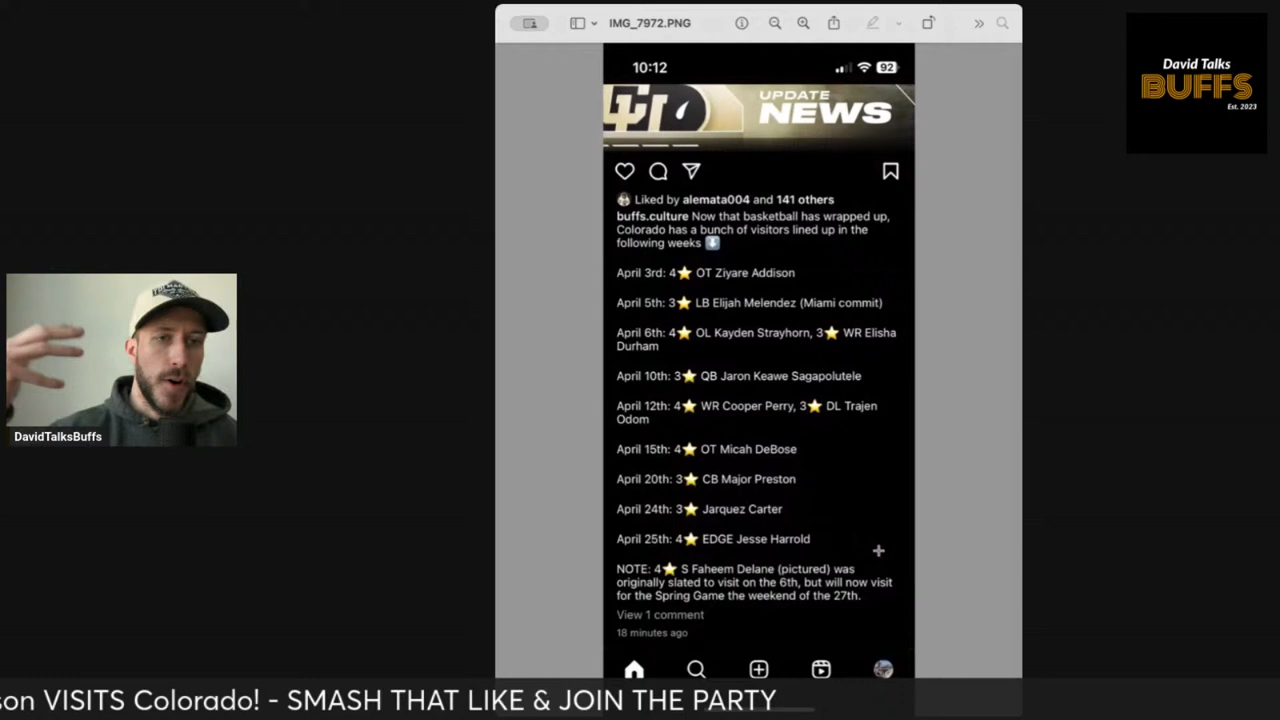 IMG_7972.PNG
David Talks
BUFFS
Est. 2023
10:12
92
UPDATE
NEWS
Liked by alemata004 and 141 others
buffs.culture Now that basketball has wrapped up,
Colorado has a bunch of visitors lined up in the
following weeks ⬇️
April 3rd: 4⭐ OT Ziyare Addison
April 5th: 3⭐ LB Elijah Melendez (Miami commit)
April 6th: 4⭐ OL Kayden Strayhorn, 3⭐ WR Elisha
Durham
April 10th: 3⭐ QB Jaron Keawe Sagapolutele
April 12th: 4⭐ WR Cooper Perry, 3⭐ DL Trajen
Odom
April 15th: 4⭐ OT Micah DeBose
April 20th: 3⭐ CB Major Preston
April 24th: 3⭐ Jarquez Carter
April 25th: 4⭐ EDGE Jesse Harrold
NOTE: 4⭐ S Faheem Delane (pictured) was
originally slated to visit on the 6th, but will now visit
for the Spring Game the weekend of the 27th.
View 1 comment
18 minutes ago
DavidTalksBuffs
son VISITS Colorado! - SMASH THAT LIKE & JOIN THE PARTY